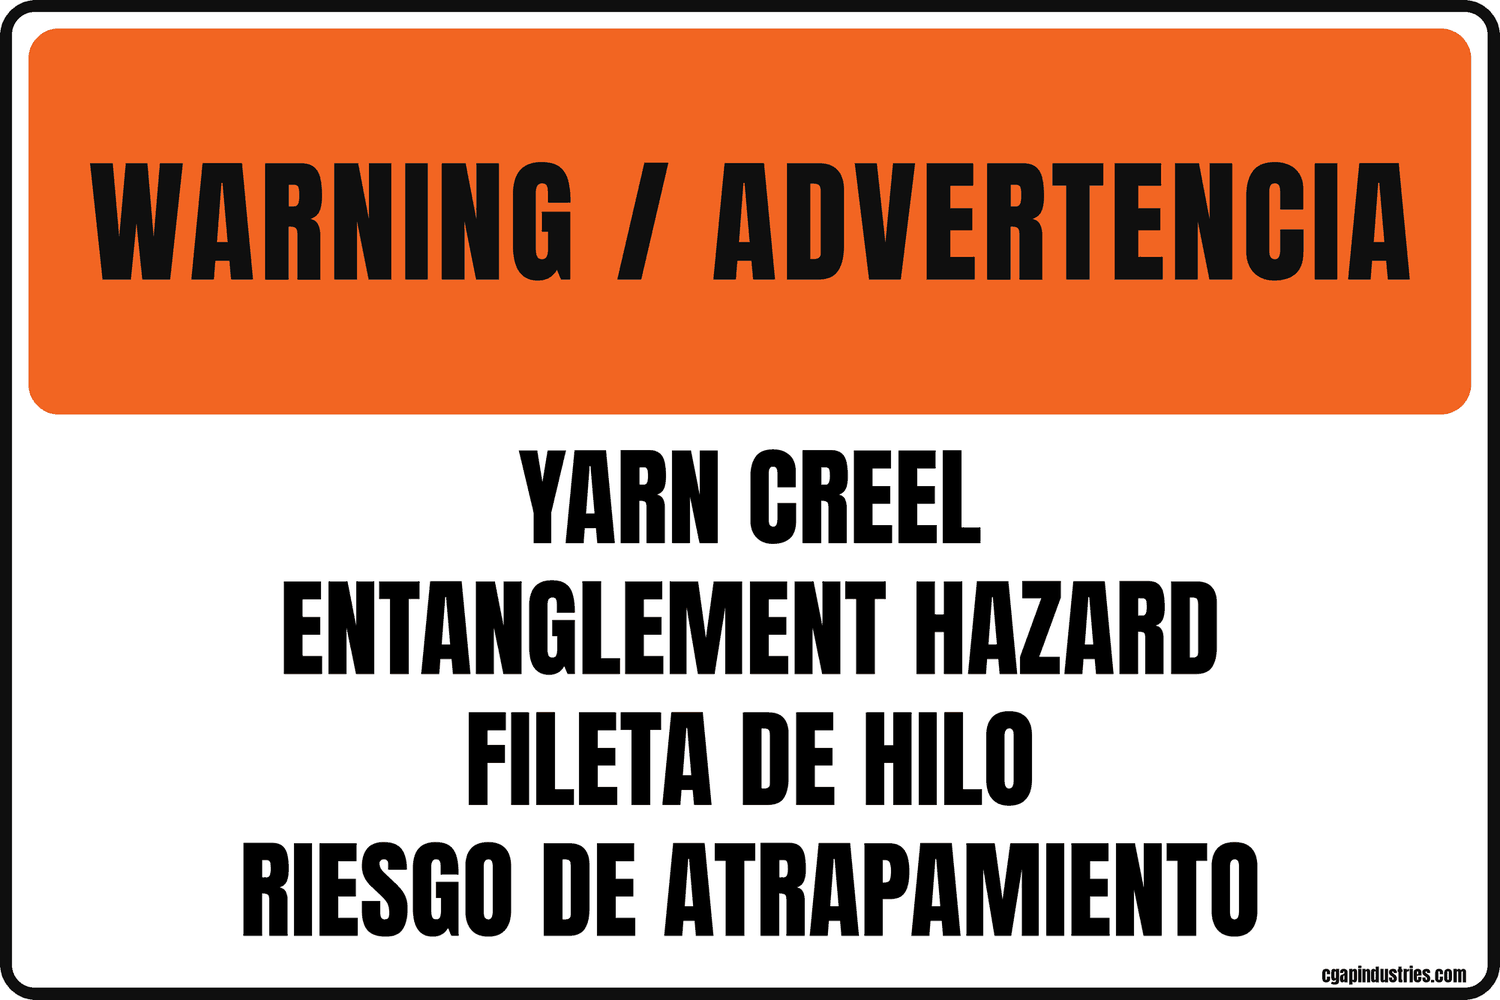 WARNING / ADVERTENCIA
YARN CREEL
ENTANGLEMENT HAZARD
FILETA DE HILO
RIESGO DE ATRAPAMIENTO
cgapindustries.com